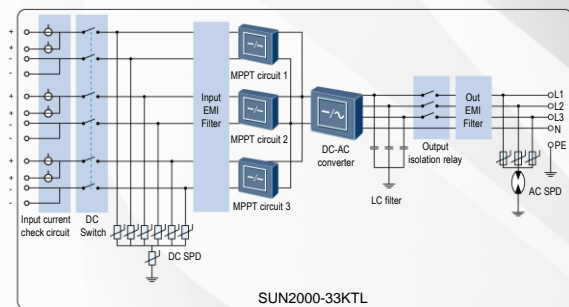 +
+
-
-
+
+
-
-
+
+
-
-
Input current
check circuit
DC
Switch
DC SPD
Input
EMI
Filter
MPPT circuit 1
MPPT circuit 2
MPPT circuit 3
DC-AC
converter
LC filter
Output
isolation relay
Out
EMI
Filter
L1
L2
L3
N
PE
AC SPD
SUN2000-33KTL